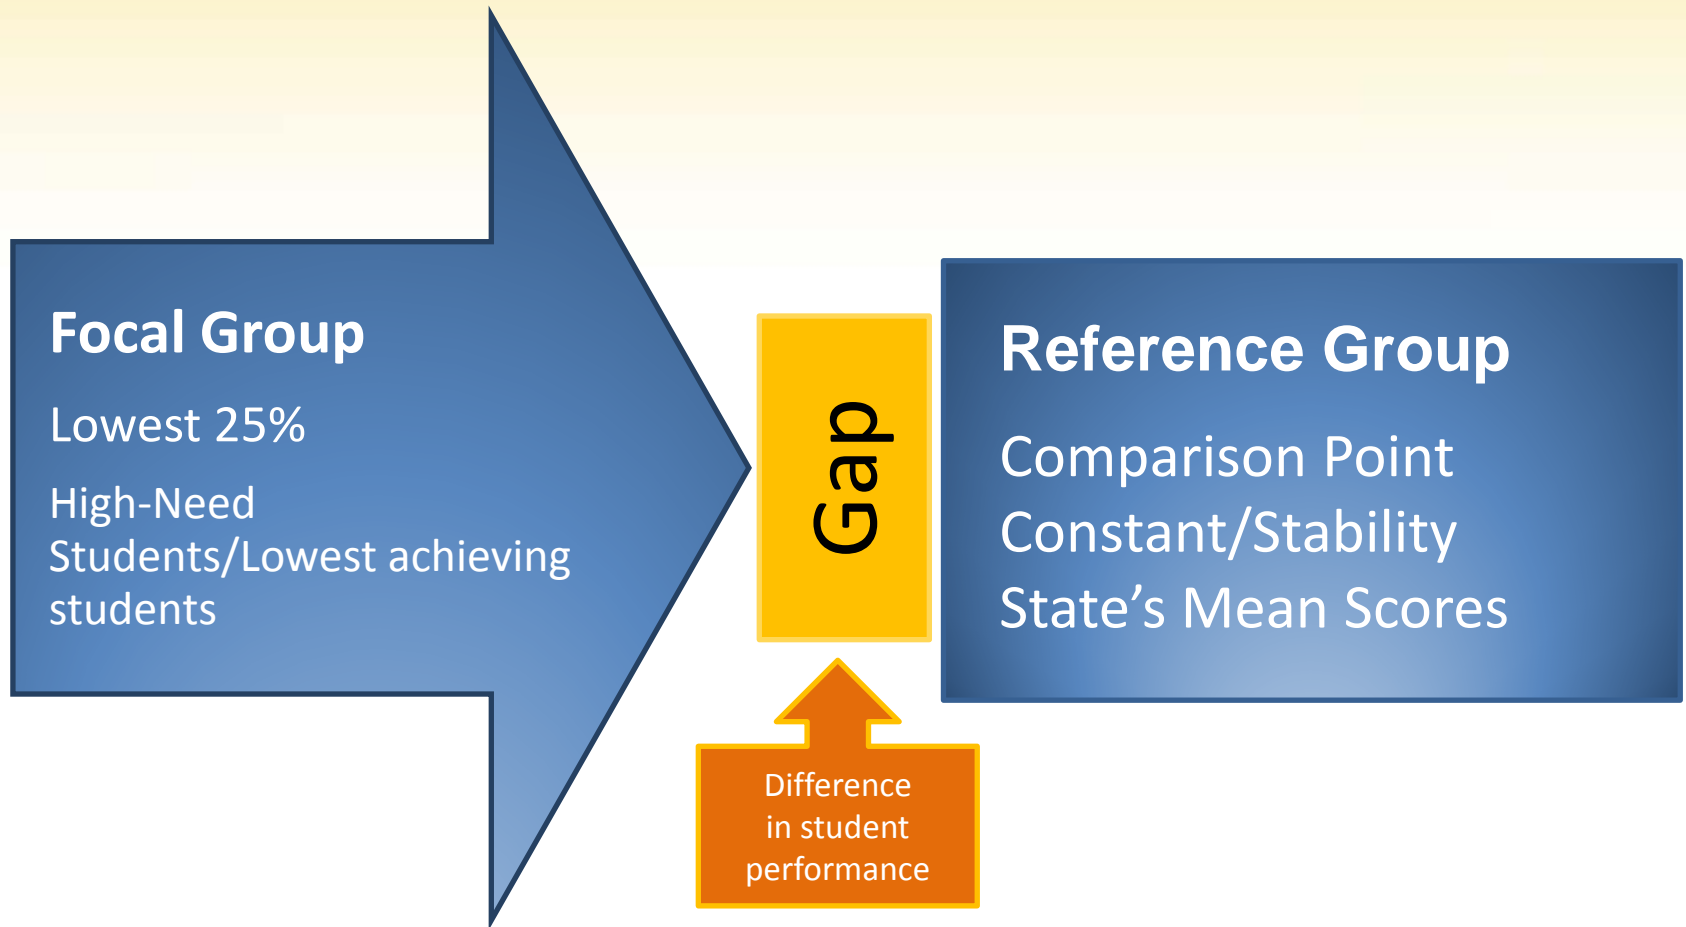 Focal Group
Lowest 25%
High-Need
Students/Lowest achieving
students
Gap
Difference
in student
performance
Reference Group
Comparison Point
Constant/Stability
State’s Mean Scores